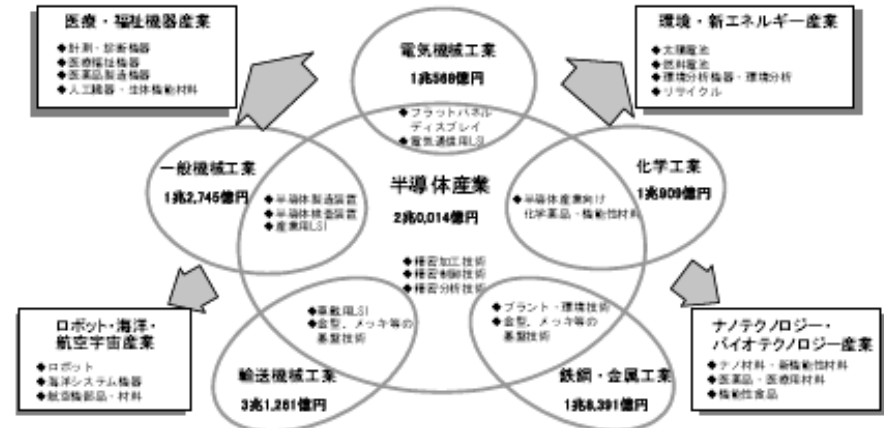 医療・福祉機器産業
◆計測・診断機器
◆医療福祉機器
◆医薬品製造機器
◆人工臓器・生体機能材料
環境・新エネルギー産業
◆太陽電池
◆燃料電池
◆環境分析機器・環境分析
◆リサイクル
電気機械工業
1兆568億円
◆フラットパネル
ディスプレイ
◆電気通信用LSI
一般機械工業
1兆2,745億円
◆半導体製造装置
◆半導体検査装置
◆産業用LSI
半導体産業
2兆0,014億円
◆精密加工技術
◆精密制御技術
◆精密分析技術
化学工業
1兆909億円
◆半導体産業向け
化学薬品・機能性材料
◆車載用LSI
◆金型、メッキ等の
基盤技術
輸送機械工業
3兆1,261億円
◆プラント・環境技術
◆金型、メッキ等の
基盤技術
鉄鋼・金属工業
1兆8,391億円
ロボット・海洋・
航空宇宙産業
◆ロボット
◆海洋システム機器
◆航空機部品・材料
ナノテクノロジー・
バイオテクノロジー産業
◆ナノ材料・新機能性材料
◆医薬品・医療用材料
◆機能性食品